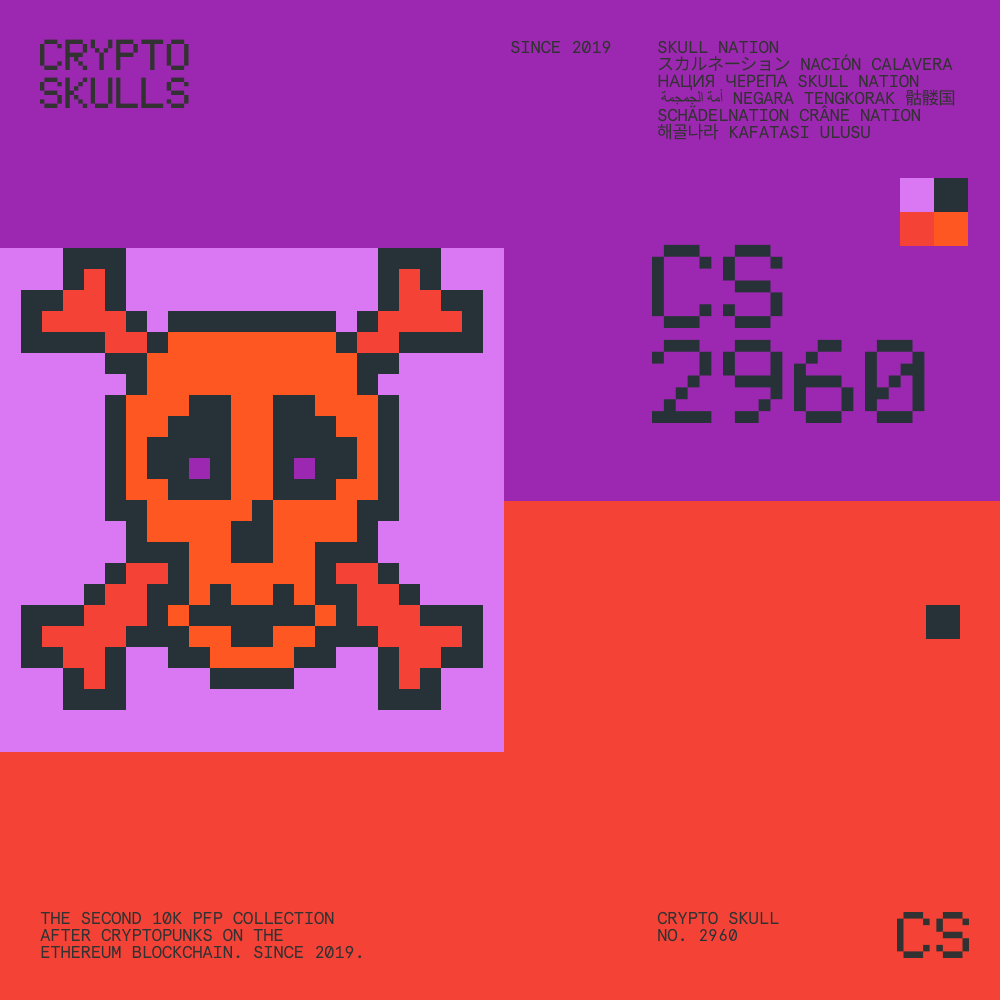 CRYPTO
SKULLS
SINCE 2019
SKULL NATION
スカルネーション NACIÓN CALAVERA
НАЦИЯ ЧЕРЕПА SKULL NATION
أمة الجمجمة NEGARA TENGKORAK 骷髅国
SCHÄDELNATION CRÂNE NATION
해골나라 KAFATASI ULUSU
CS
2960
THE SECOND 10K PFP COLLECTION
AFTER CRYPTOPUNKS ON THE
ETHEREUM BLOCKCHAIN. SINCE 2019.
CRYPTO SKULL
NO. 2960
CS